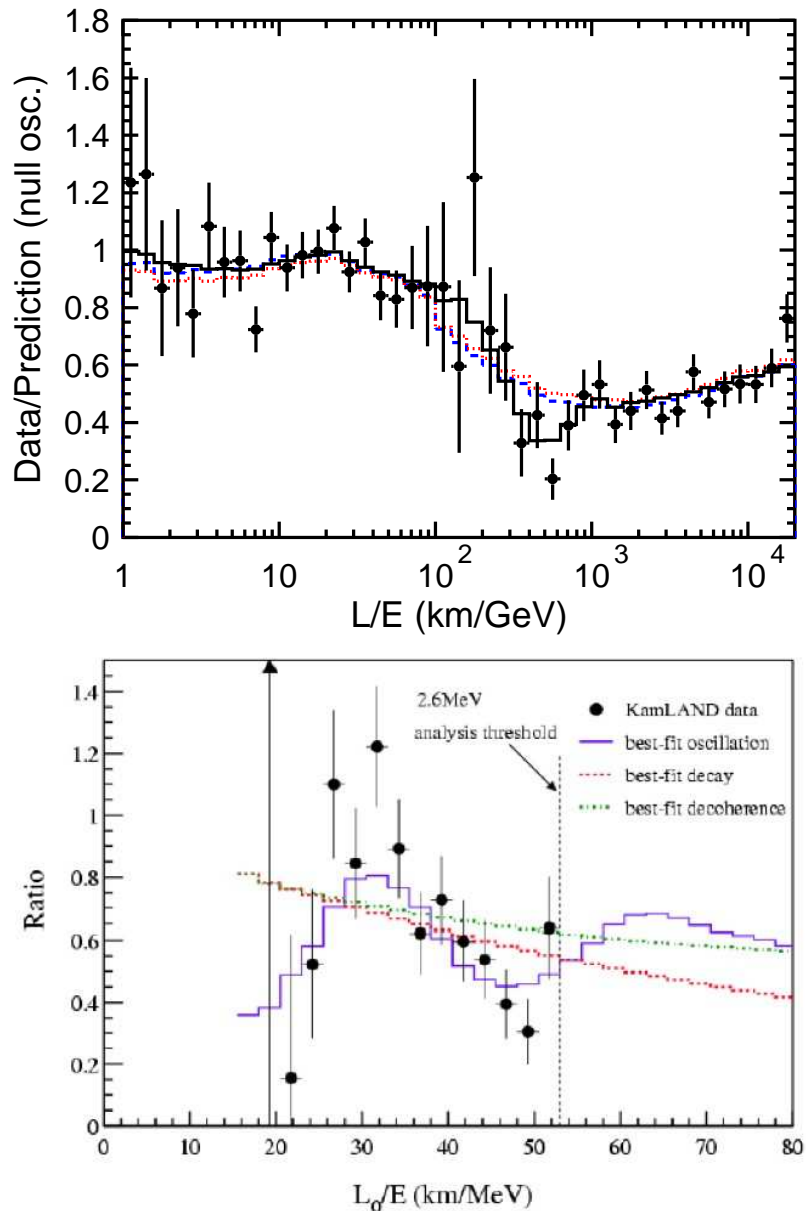 Data/Prediction (null osc.)
1.8
1.6
1.4
1.2
1
0.8
0.6
0.4
0.2
0
1 10 10² 10³ 10⁴
L/E (km/GeV)
Ratio
1.4
1.2
1
0.8
0.6
0.4
0.2
0
2.6MeV
analysis threshold
KamLAND data
best-fit oscillation
best-fit decay
best-fit decoherence
0 10 20 30 40 50 60 70 80
L₀/E (km/MeV)